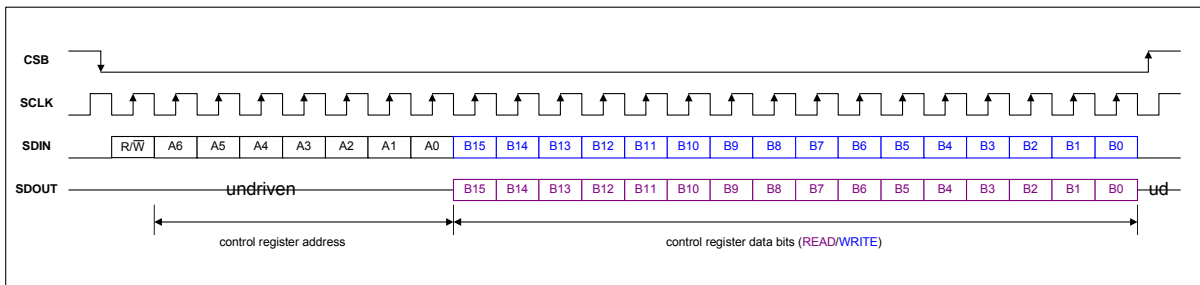 CSB
SCLK
SDIN R/W̅ A6 A5 A4 A3 A2 A1 A0 B15 B14 B13 B12 B11 B10 B9 B8 B7 B6 B5 B4 B3 B2 B1 B0
SDOUT undriven B15 B14 B13 B12 B11 B10 B9 B8 B7 B6 B5 B4 B3 B2 B1 B0 ud
control register address control register data bits (READ/WRITE)